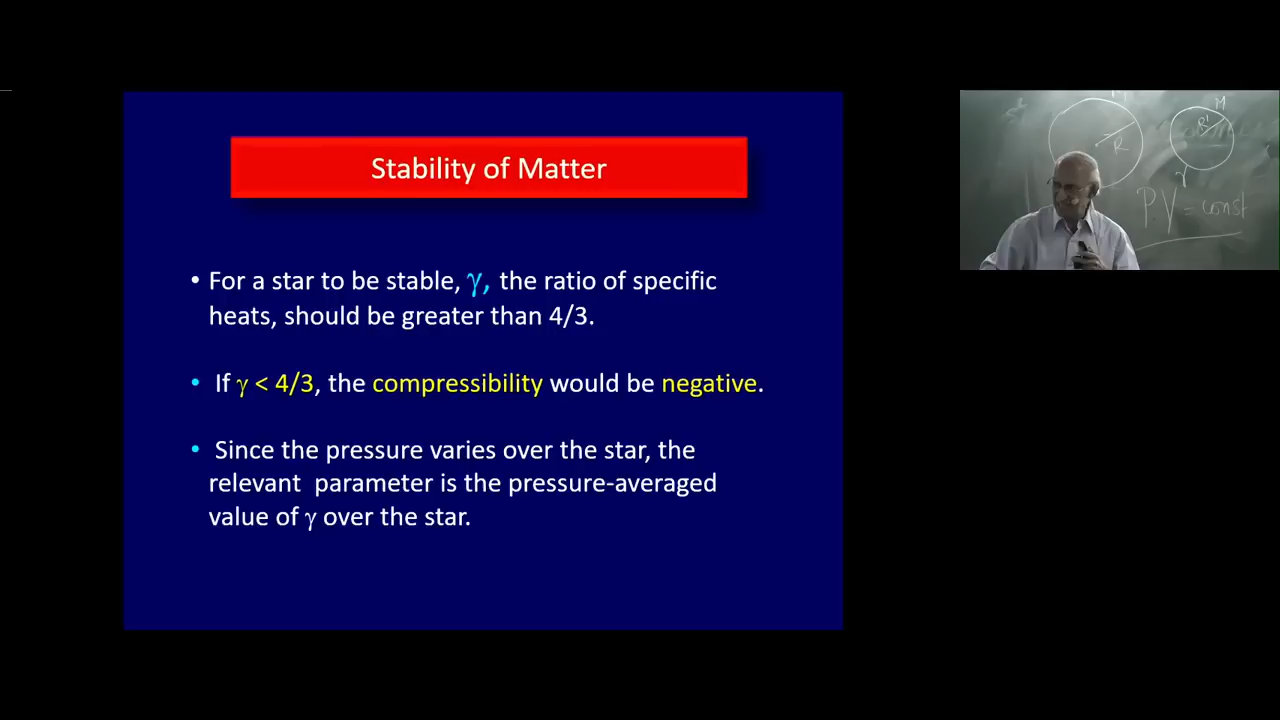 Stability of Matter
• For a star to be stable, γ, the ratio of specific
heats, should be greater than 4/3.
• If γ < 4/3, the compressibility would be negative.
• Since the pressure varies over the star, the
relevant parameter is the pressure-averaged
value of γ over the star.
M
R
R'
P.V = const